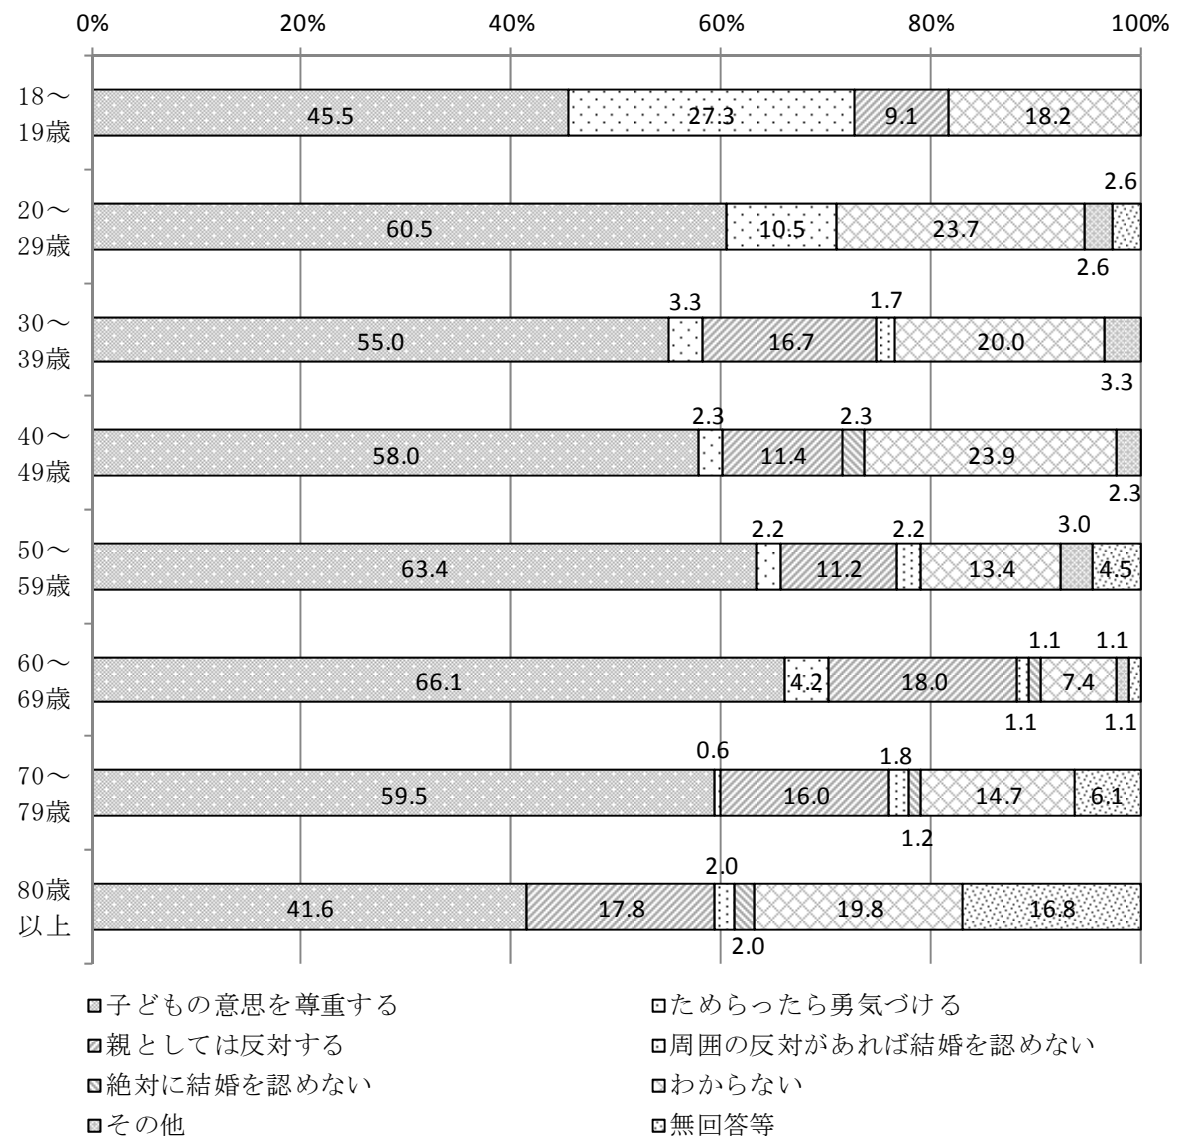 0% 20% 40% 60% 80% 100%
18～
19歳
45.5 27.3 9.1 18.2
2.6
20～
29歳
60.5 10.5 23.7
2.6
3.3 1.7
30～
39歳
55.0 16.7 20.0
3.3
2.3 2.3
40～
49歳
58.0 11.4 23.9
2.3
2.2 2.2 3.0
50～
59歳
63.4 11.2 13.4 4.5
1.1 1.1
60～
69歳
66.1 4.2 18.0 7.4
1.1 1.1
0.6 1.8
70～
79歳
59.5 16.0 14.7 6.1
1.2
2.0
80歳
以上
41.6 17.8 19.8 16.8
2.0
子どもの意思を尊重する ためらったら勇気づける
親としては反対する 周囲の反対があれば結婚を認めない
絶対に結婚を認めない わからない
その他 無回答等